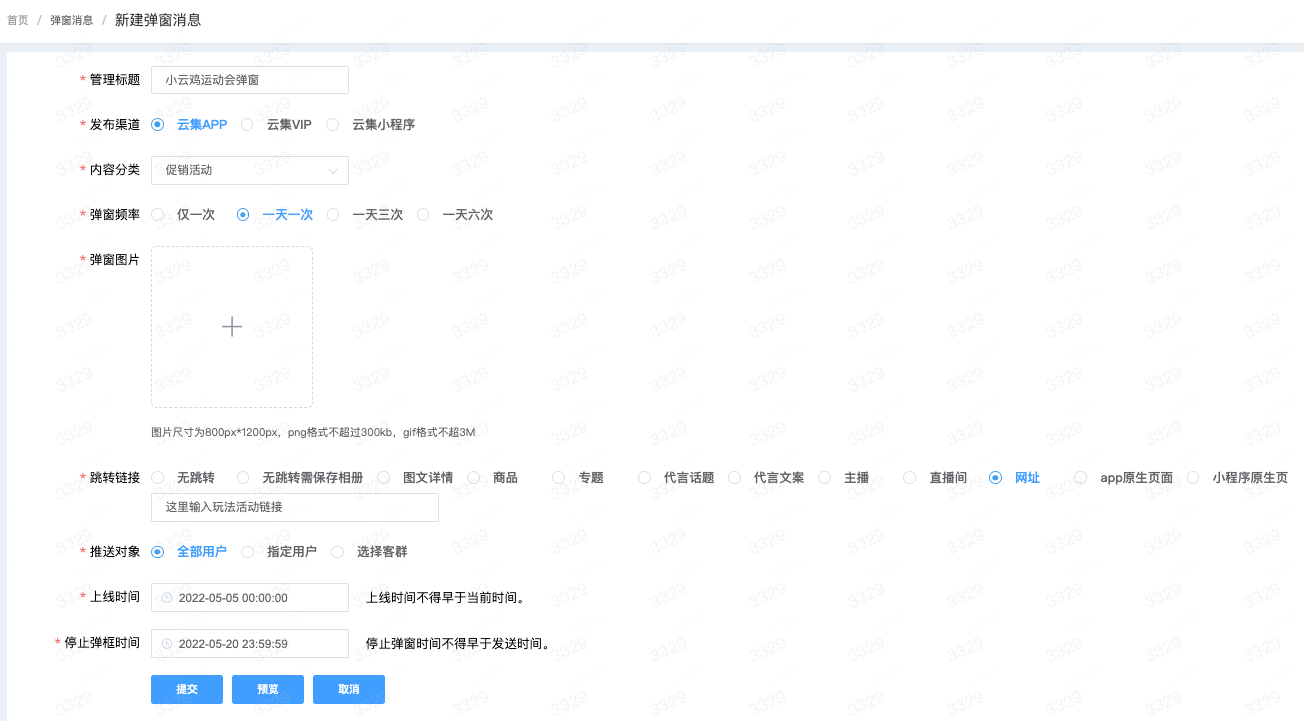 首页 / 弹窗消息 / 新建弹窗消息
* 管理标题 小云鸡运动会弹窗
* 发布渠道 云集APP 云集VIP 云集小程序
* 内容分类 促销活动
* 弹窗频率 仅一次 一天一次 一天三次 一天六次
* 弹窗图片
图片尺寸为800px*1200px，png格式不超过300kb，gif格式不超3M
* 跳转链接 无跳转 无跳转需保存相册 图文详情 商品 专题 代言话题 代言文案 主播 直播间 网址 app原生页面 小程序原生页
这里输入玩法活动链接
* 推送对象 全部用户 指定用户 选择客群
* 上线时间 2022-05-05 00:00:00 上线时间不得早于当前时间。
* 停止弹框时间 2022-05-20 23:59:59 停止弹窗时间不得早于发送时间。
提交 预览 取消
3329